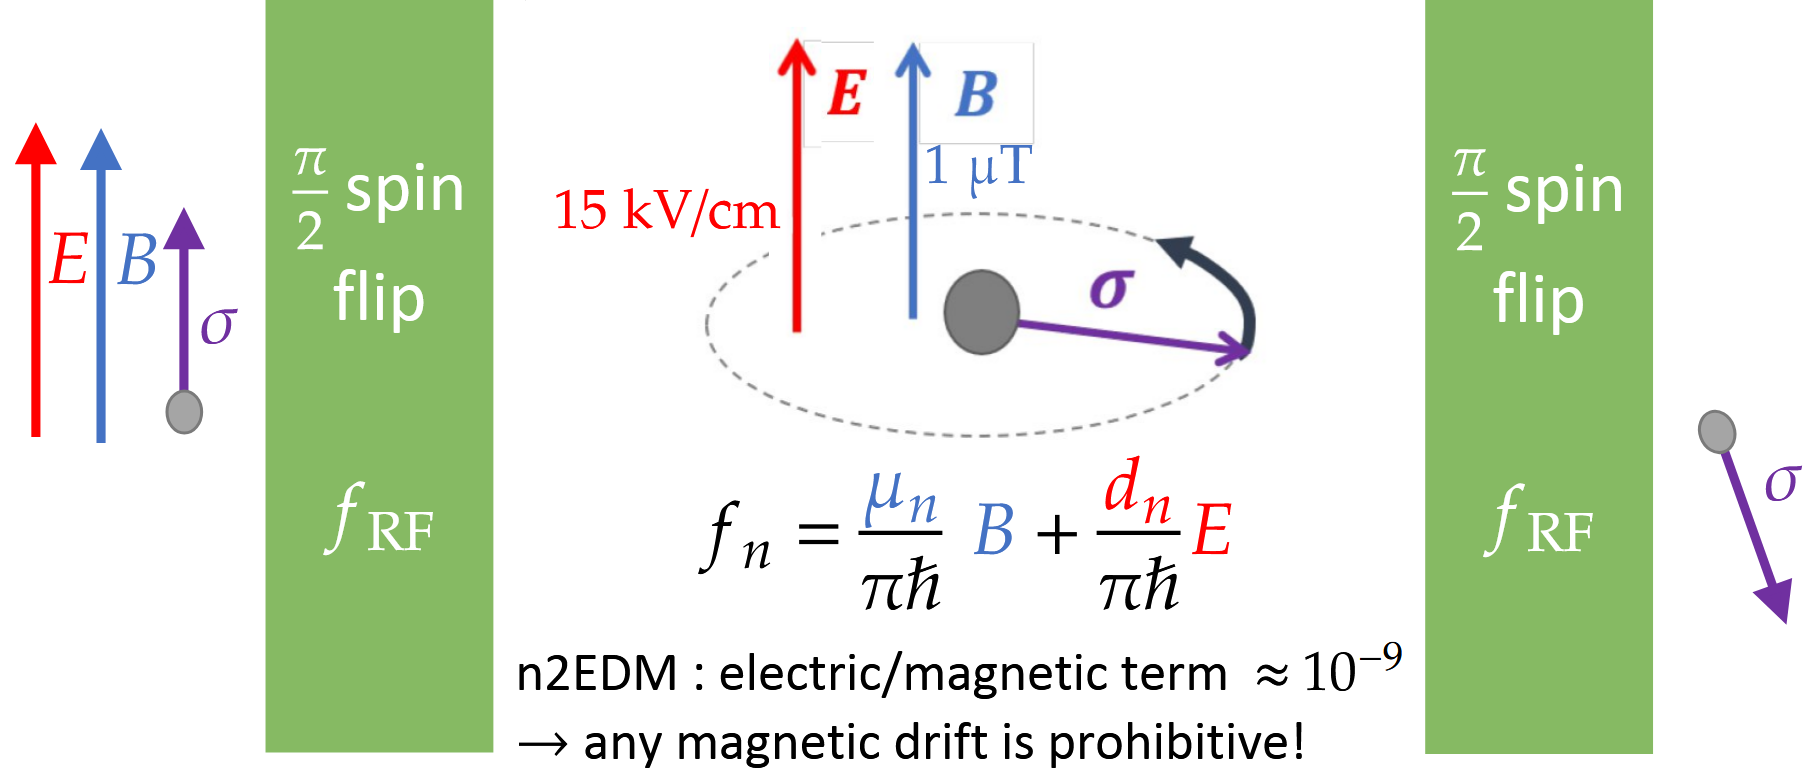 E B σ
π/2 spin
flip
f_RF
E B
15 kV/cm
1 μT
σ
f_n = μ_n/πħ B + d_n/πħ E
n2EDM : electric/magnetic term ≈ 10⁻⁹
→ any magnetic drift is prohibitive!
π/2 spin
flip
f_RF
σ